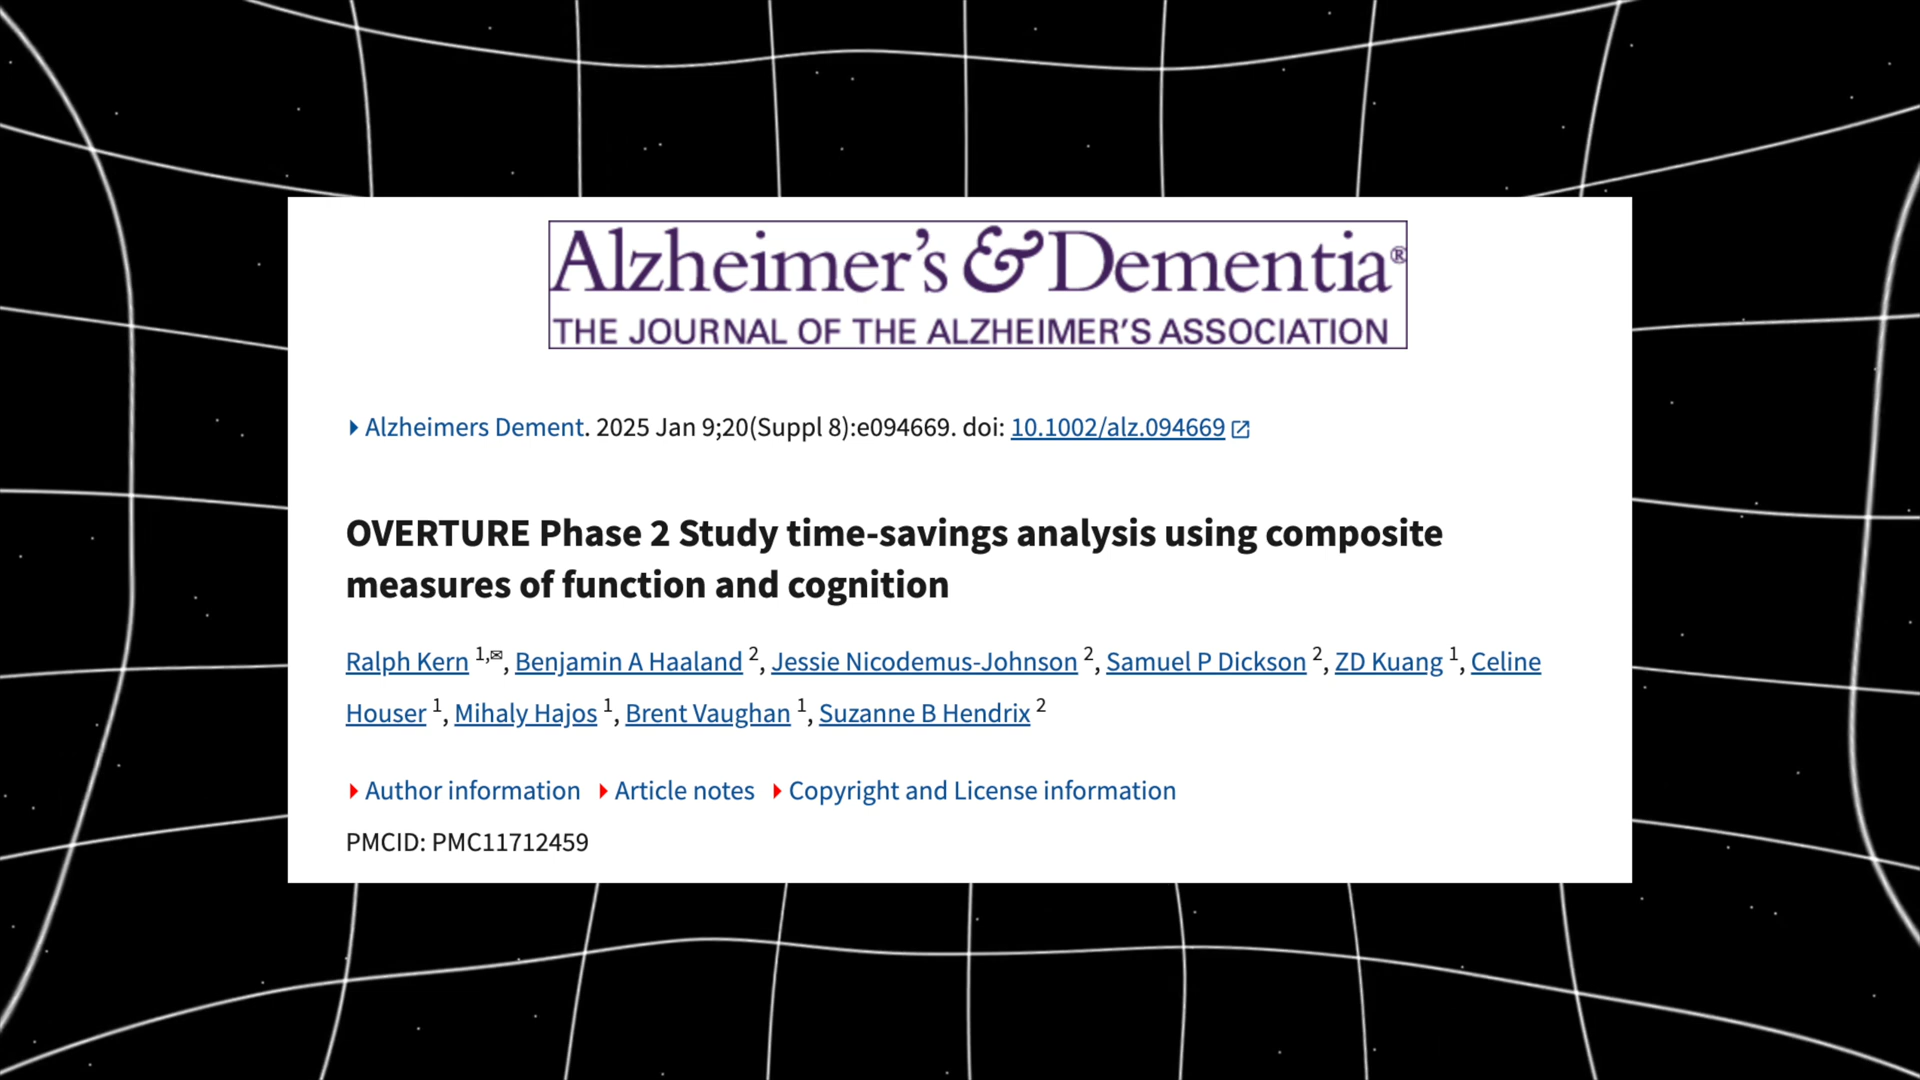 Alzheimer's & Dementia®
THE JOURNAL OF THE ALZHEIMER'S ASSOCIATION
Alzheimers Dement. 2025 Jan 9;20(Suppl 8):e094669. doi: 10.1002/alz.094669
OVERTURE Phase 2 Study time-savings analysis using composite
measures of function and cognition
Ralph Kern 1,✉, Benjamin A Haaland 2, Jessie Nicodemus-Johnson 2, Samuel P Dickson 2, ZD Kuang 1, Celine
Houser 1, Mihaly Hajos 1, Brent Vaughan 1, Suzanne B Hendrix 2
Author information Article notes Copyright and License information
PMCID: PMC11712459